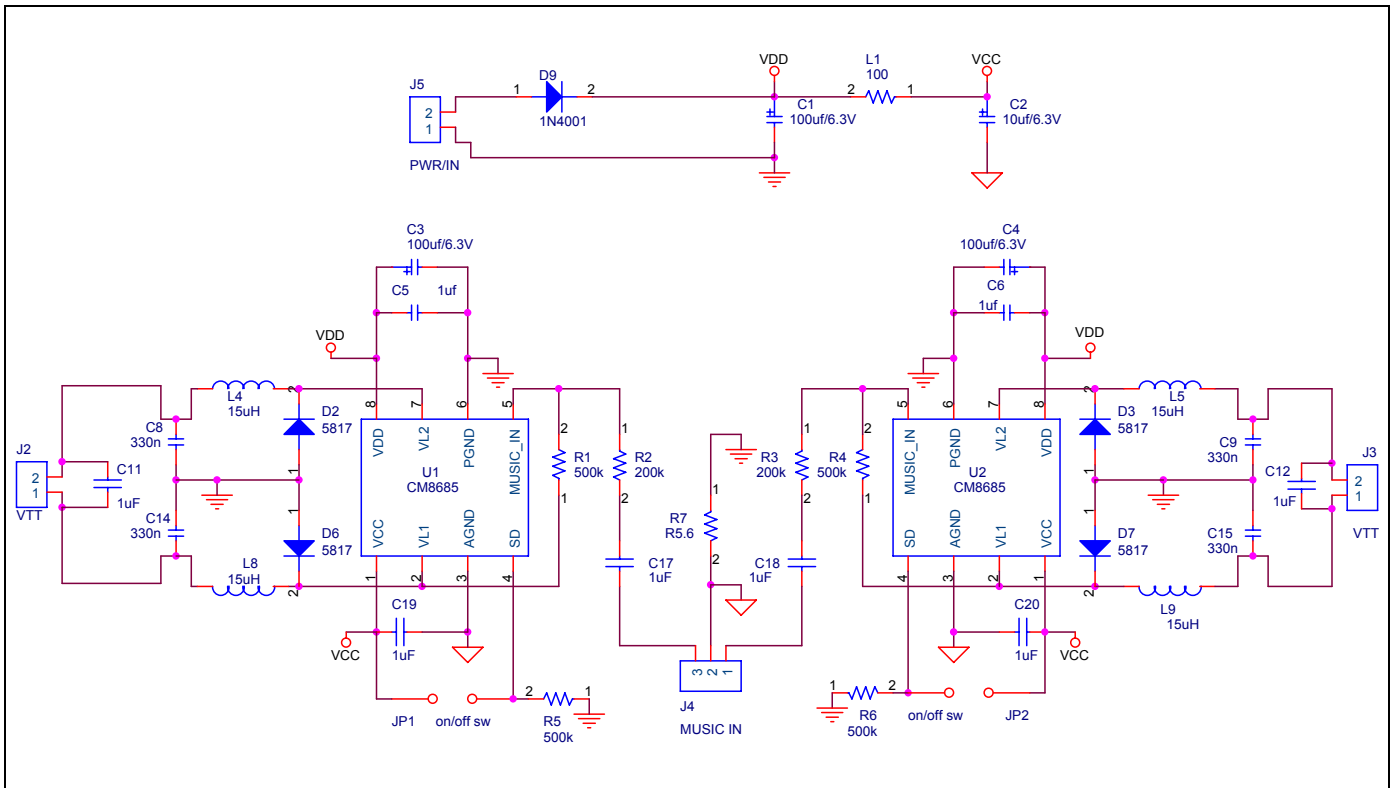 J5
2
1
PWR/IN
1
D9
2
1N4001
VDD
C1
100uf/6.3V
L1
100
2
1
VCC
C2
10uf/6.3V
C3
100uf/6.3V
C5
1uf
VDD
C4
100uf/6.3V
C6
1uf
VDD
L4
15uH
2
D2
5817
1
C8
330n
J2
2
1
VTT
C11
1uF
C14
330n
1
D6
5817
2
L8
15uH
8
7
6
5
VDD
VL2
PGND
MUSIC_IN
U1
CM8685
VCC
VL1
AGND
SD
1
2
3
4
2
R1
500k
1
1
R2
200k
2
C17
1uF
C19
1uF
VCC
JP1
on/off sw
2
1
R5
500k
1
R7
R5.6
2
3
2
1
J4
MUSIC IN
1
R3
200k
2
2
R4
500k
1
C18
1uF
5
6
7
8
MUSIC_IN
PGND
VL2
VDD
U2
CM8685
SD
AGND
VL1
VCC
4
3
2
1
C20
1uF
VCC
1
2
R6
500k
on/off sw
JP2
2
D3
5817
1
L5
15uH
C9
330n
C12
1uF
J3
2
1
VTT
1
D7
5817
2
C15
330n
L9
15uH